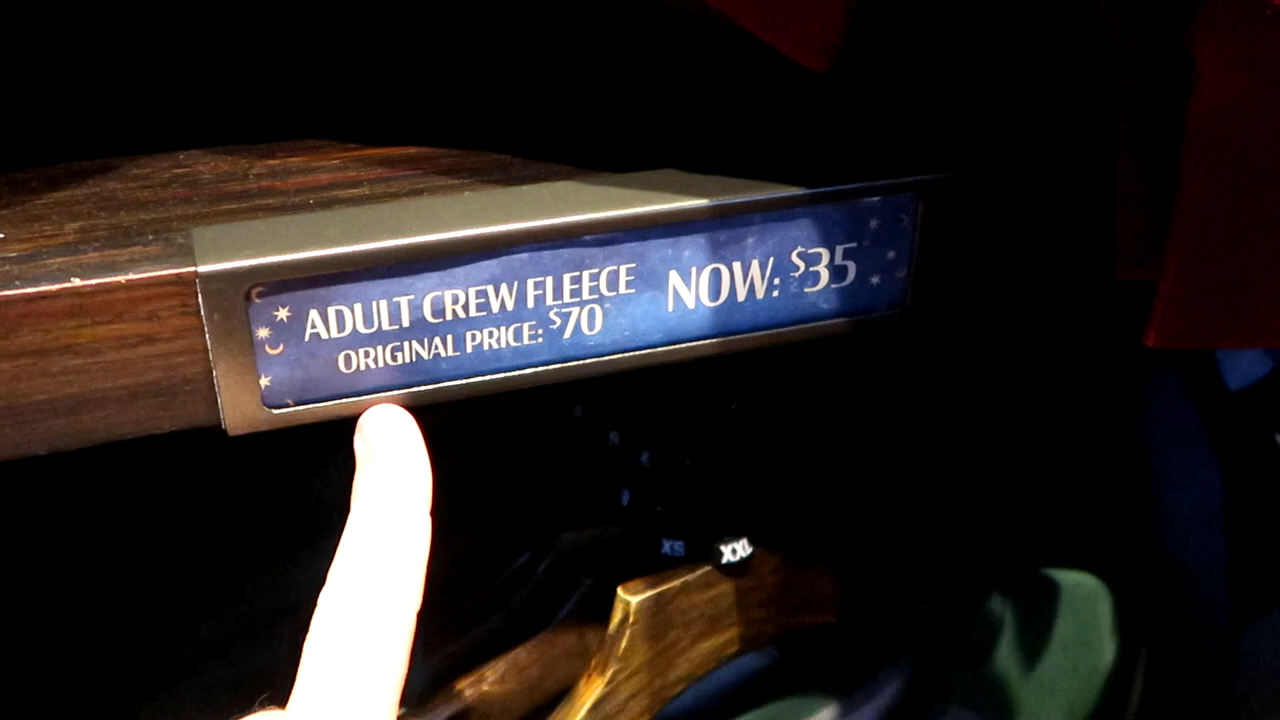 ADULT CREW FLEECE
ORIGINAL PRICE: $70
NOW: $35
XS
XXL